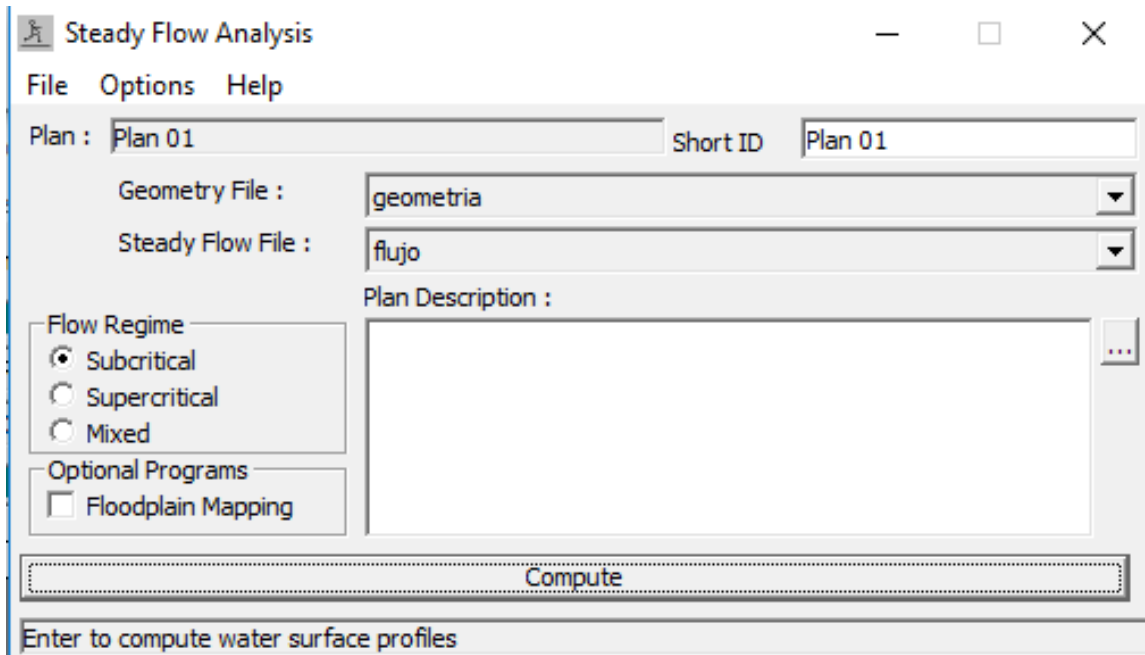 Steady Flow Analysis
File Options Help
Plan : Plan 01 Short ID Plan 01
Geometry File : geometria
Steady Flow File : flujo
Plan Description :
Flow Regime
Subcritical
Supercritical
Mixed
Optional Programs
Floodplain Mapping
...
Compute
Enter to compute water surface profiles